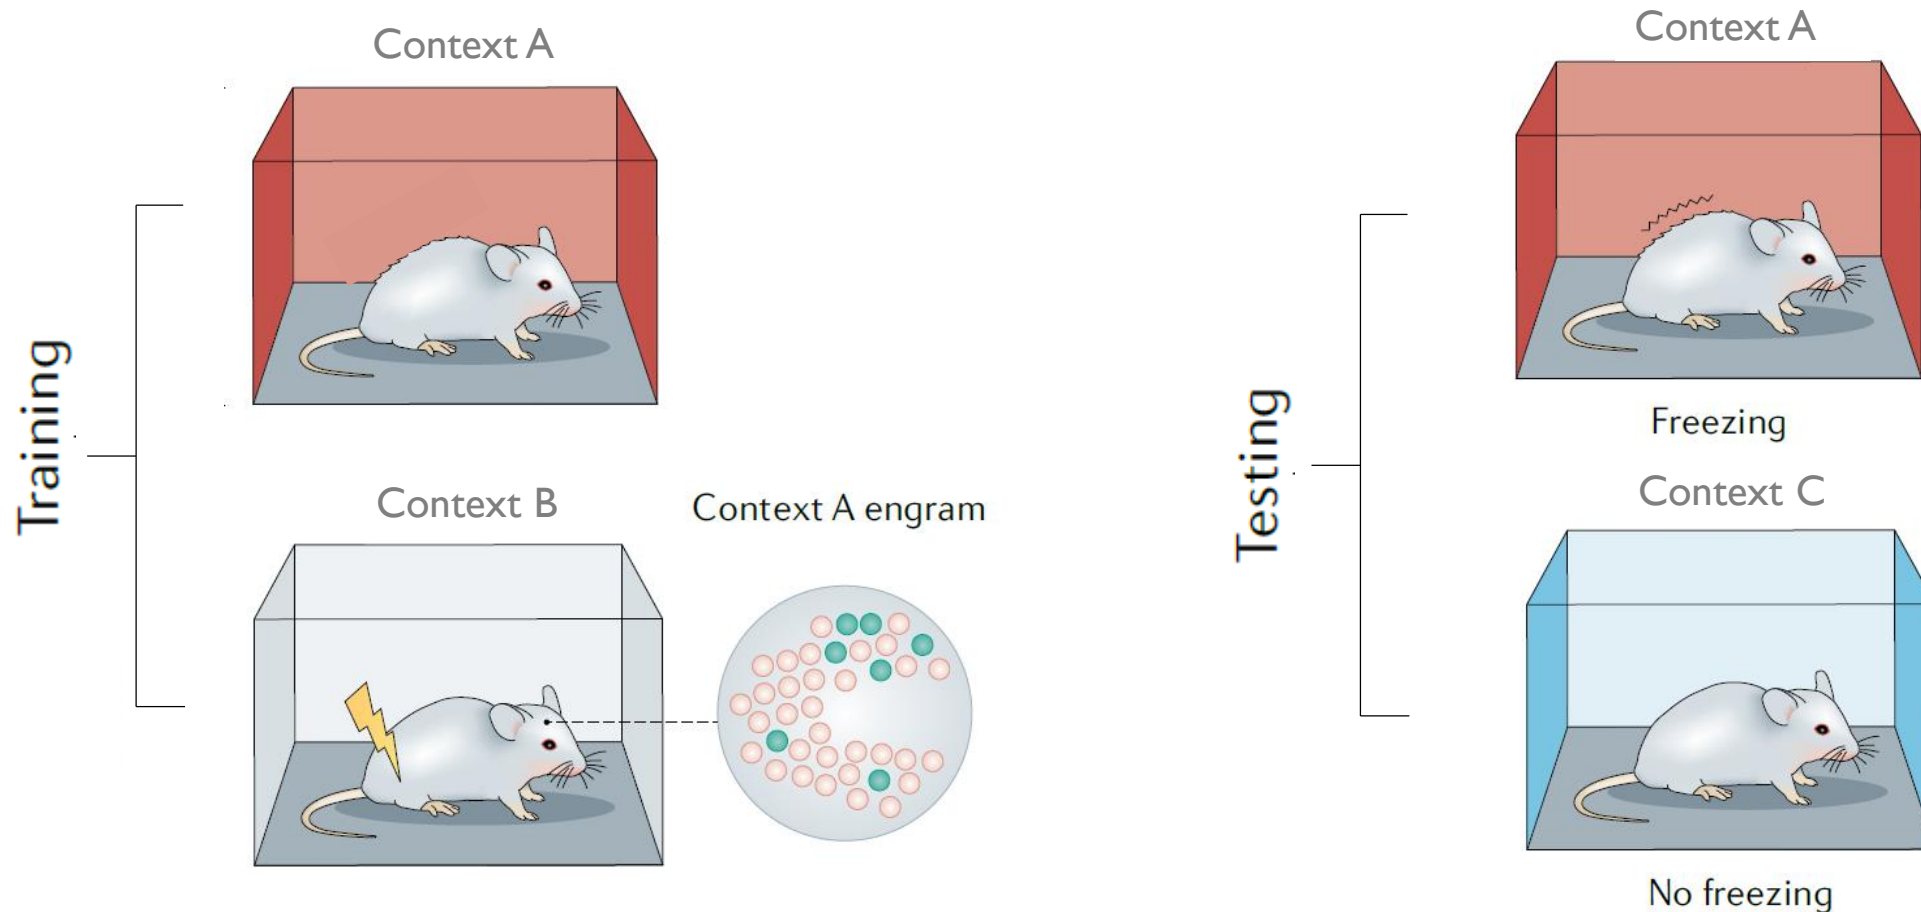 Training
Context A
Context B
Context A engram
Testing
Context A
Freezing
Context C
No freezing